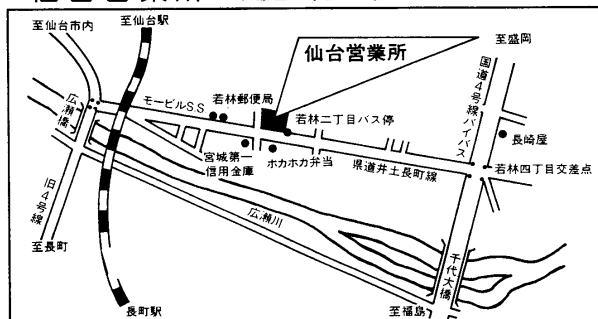 至仙台駅
至仙台市内
至盛岡
仙台営業所
国道4号線バイパス
広瀬橋
モービルS.S
若林郵便局
若林二丁目バス停
長崎屋
宮城第一
信用金庫
ホカホカ弁当
県道井土長町線
若林四丁目交差点
旧4号線
広瀬川
至長町
千代大橋
長町駅
至福島